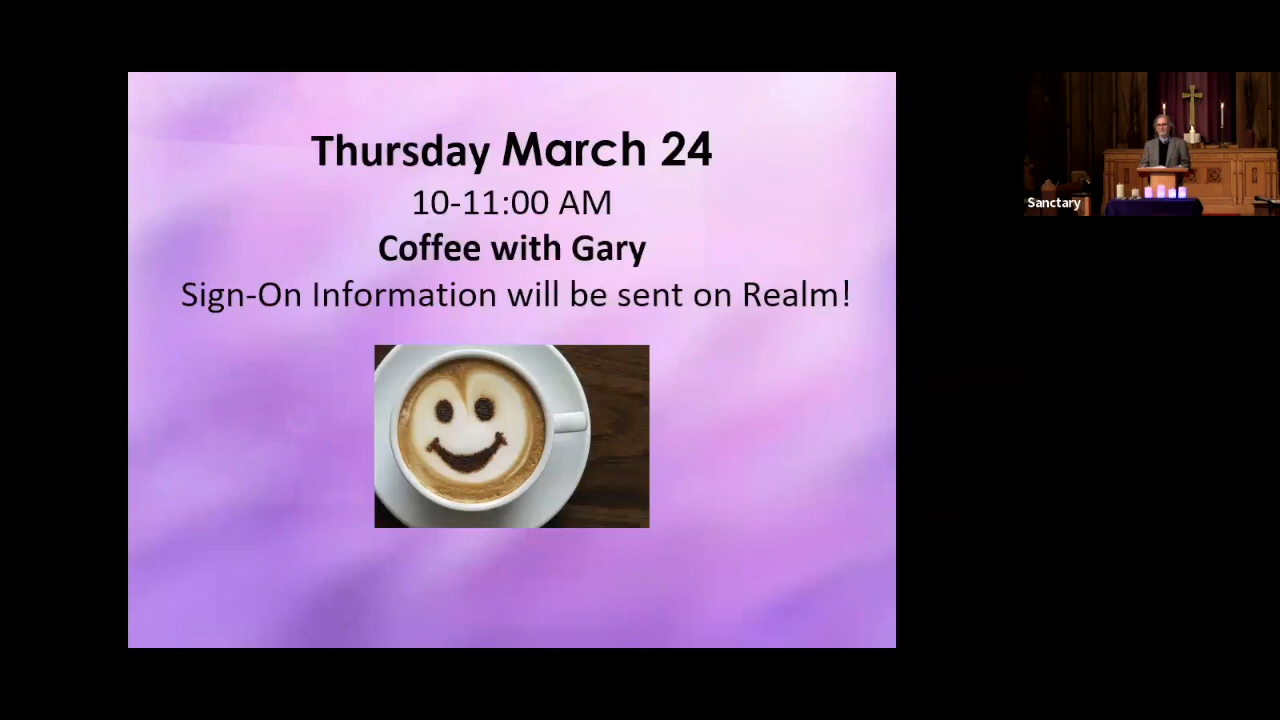 Thursday March 24
10-11:00 AM
Coffee with Gary
Sign-On Information will be sent on Realm!
Sanctary